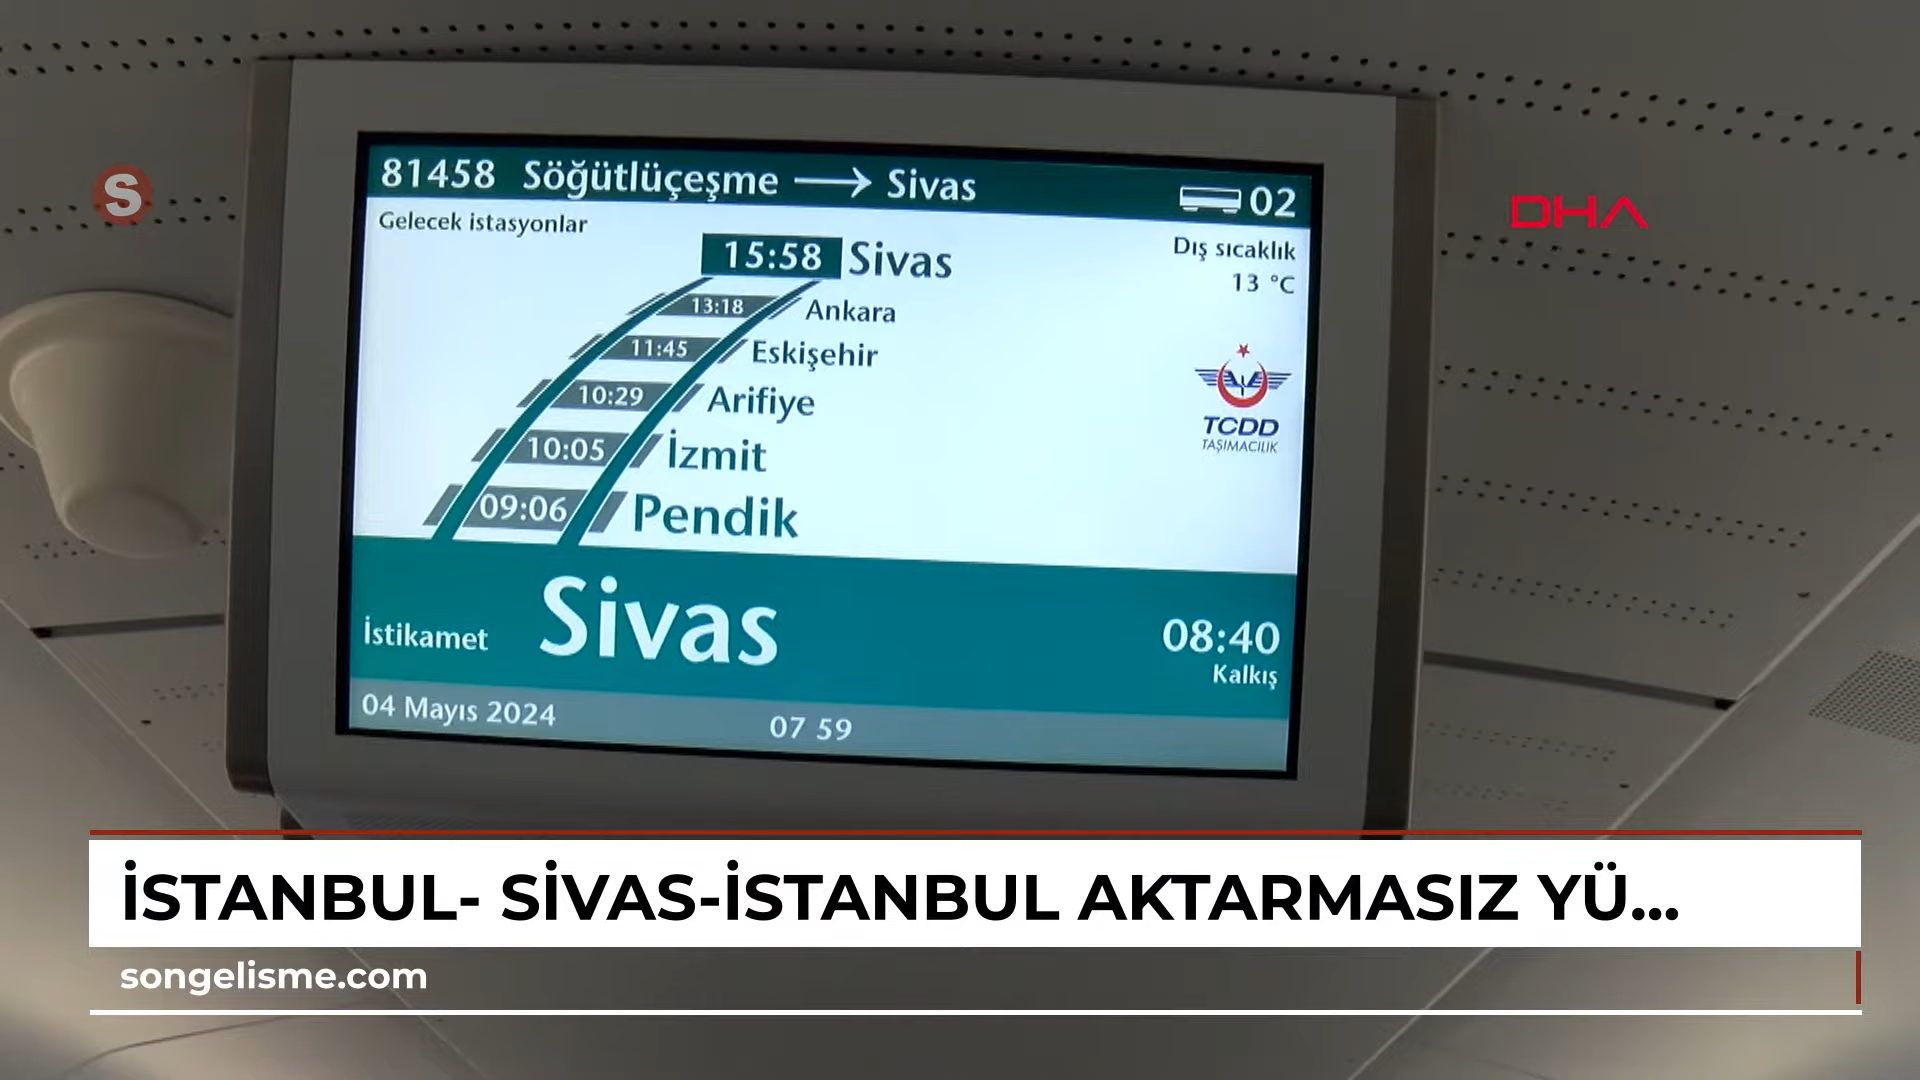 81458 Söğütlüçeşme → Sivas 02
Gelecek istasyonlar
Dış sıcaklık
13 °C
15:58 Sivas
13:18 Ankara
11:45 Eskişehir
10:29 Arifiye
10:05 İzmit
09:06 Pendik
TCDD
TAŞIMACILIK
İstikamet Sivas 08:40
Kalkış
04 Mayıs 2024 07 59
S
DHA
İSTANBUL- SİVAS-İSTANBUL AKTARMASIZ YÜ...
songelisme.com